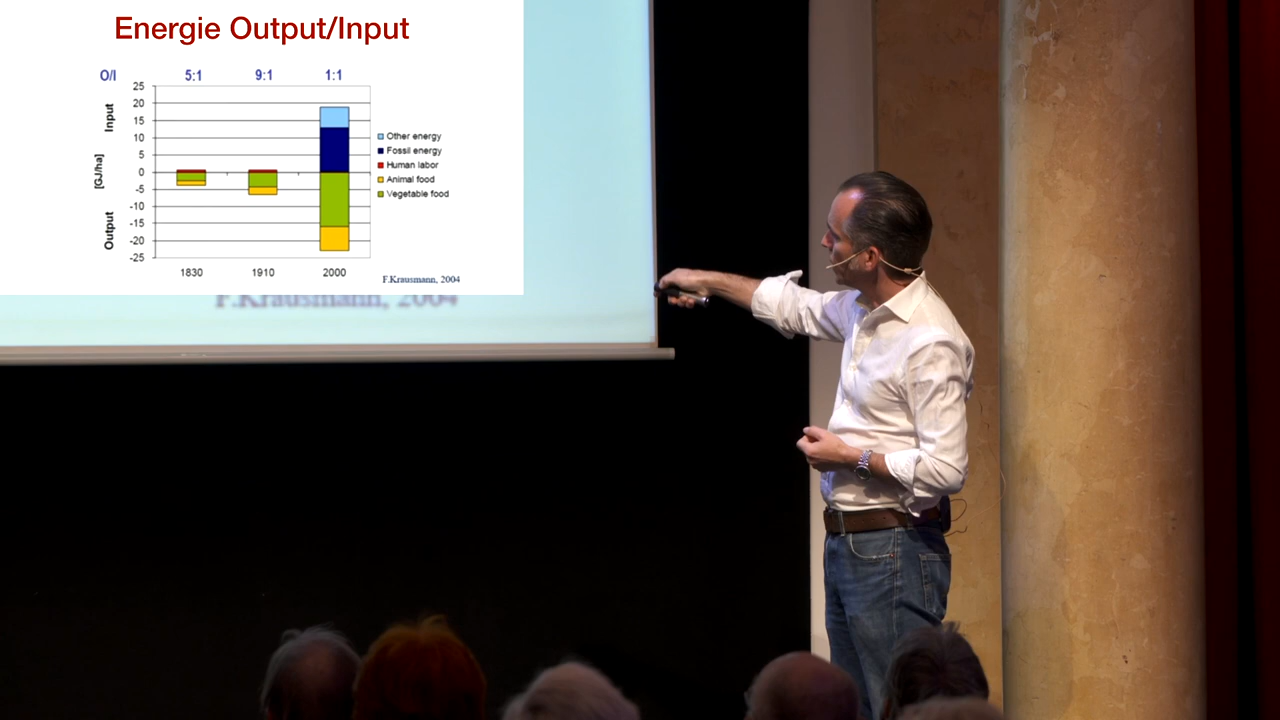 Energie Output/Input
O/I 5:1 9:1 1:1
25
20
15
10
5
0
-5
-10
-15
-20
-25
Input
[GJ/ha]
Output
Other energy
Fossil energy
Human labor
Animal food
Vegetable food
1830 1910 2000
F.Krausmann, 2004
F.Krausmann, 2004